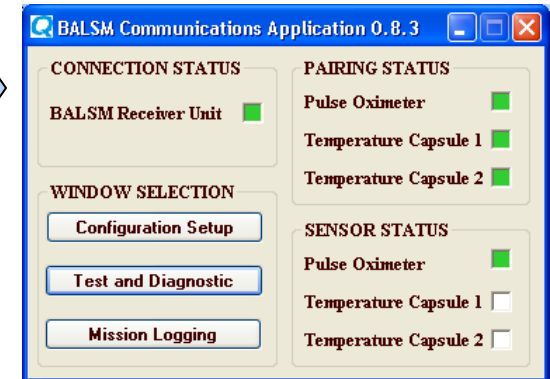 BALSM Communications Application 0.8.3
CONNECTION STATUS
BALSM Receiver Unit
WINDOW SELECTION
Configuration Setup
Test and Diagnostic
Mission Logging
PAIRING STATUS
Pulse Oximeter
Temperature Capsule 1
Temperature Capsule 2
SENSOR STATUS
Pulse Oximeter
Temperature Capsule 1
Temperature Capsule 2